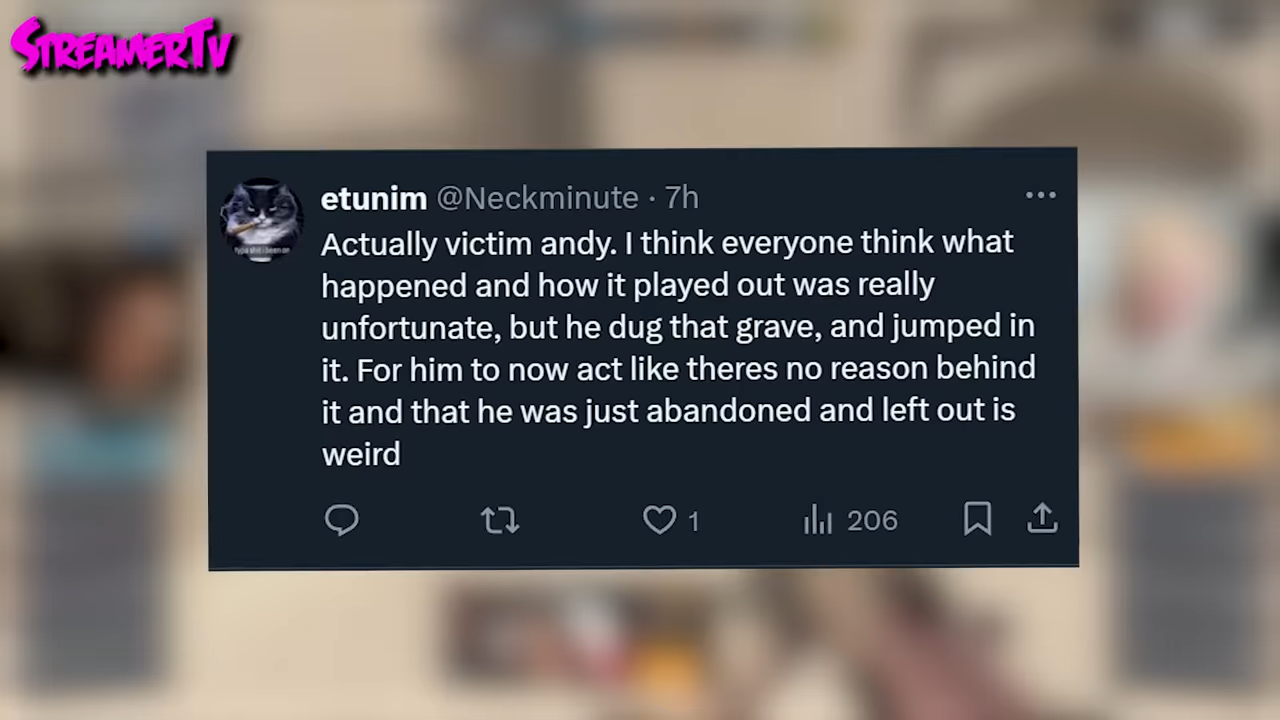 STREAMERTV
etunim @Neckminute · 7h
Actually victim andy. I think everyone think what
happened and how it played out was really
unfortunate, but he dug that grave, and jumped in
it. For him to now act like theres no reason behind
it and that he was just abandoned and left out is
weird
1 206